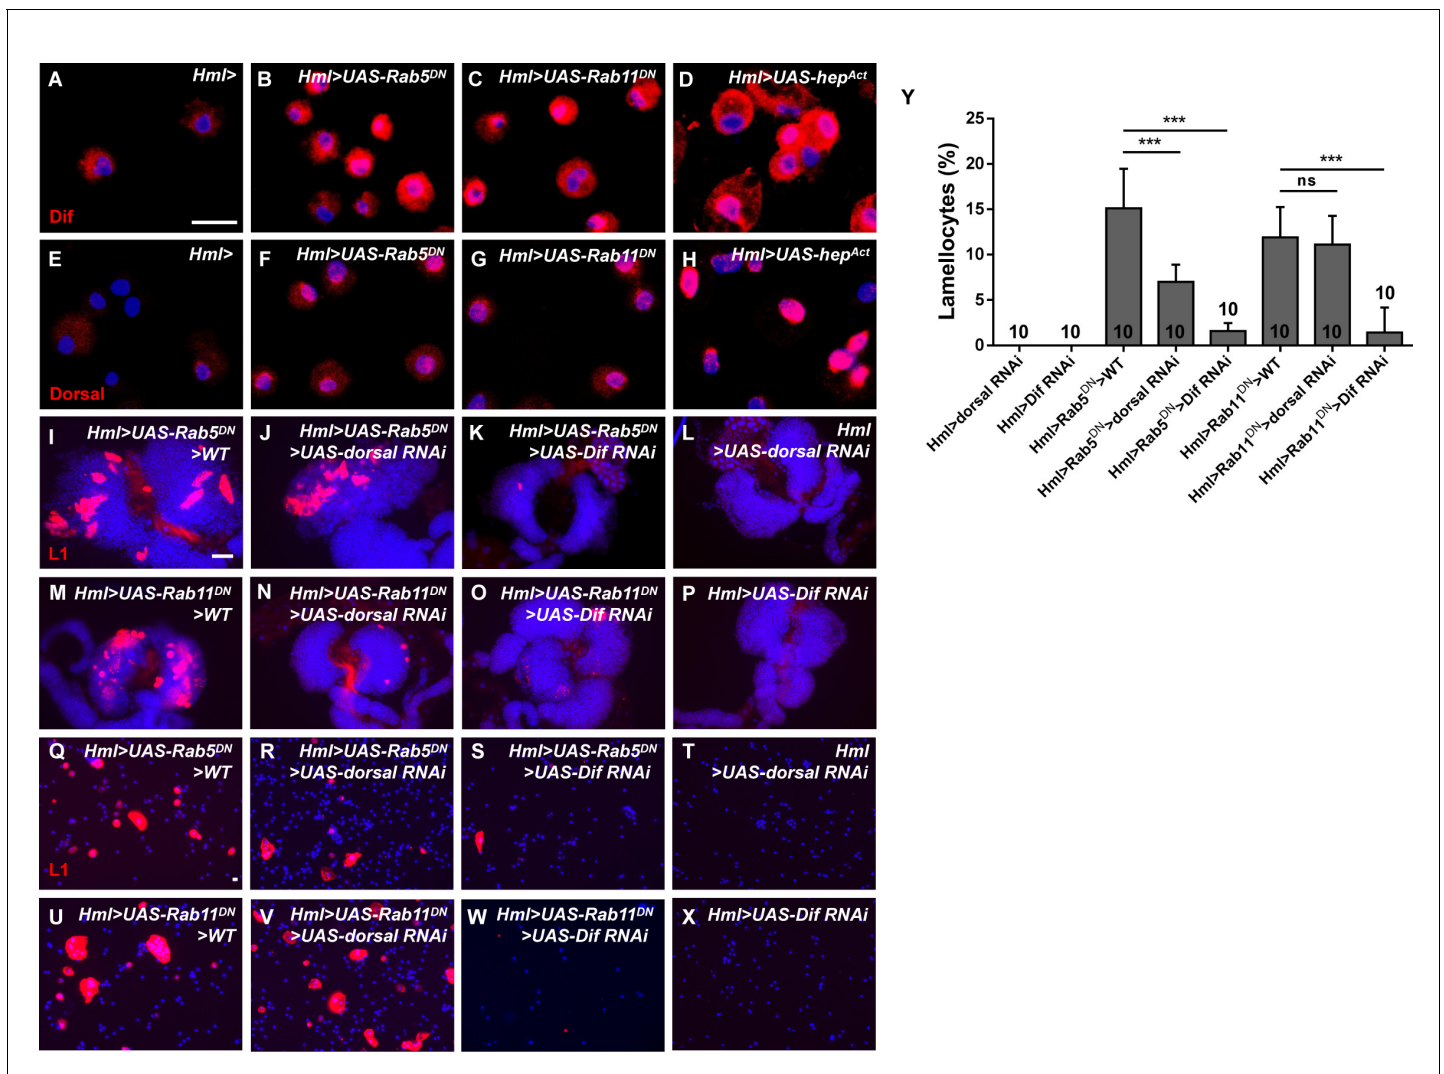 A Hml>
B Hml>UAS-Rab5DN
C Hml>UAS-Rab11DN
D Hml>UAS-hepAct
Dif
E Hml>
F Hml>UAS-Rab5DN
G Hml>UAS-Rab11DN
H Hml>UAS-hepAct
Dorsal
I Hml>UAS-Rab5DN
>WT
J Hml>UAS-Rab5DN
>UAS-dorsal RNAi
K Hml>UAS-Rab5DN
>UAS-Dif RNAi
L Hml
>UAS-dorsal RNAi
L1
M Hml>UAS-Rab11DN
>WT
N Hml>UAS-Rab11DN
>UAS-dorsal RNAi
O Hml>UAS-Rab11DN
>UAS-Dif RNAi
P Hml>UAS-Dif RNAi
Q Hml>UAS-Rab5DN
>WT
R Hml>UAS-Rab5DN
>UAS-dorsal RNAi
S Hml>UAS-Rab5DN
>UAS-Dif RNAi
T Hml
>UAS-dorsal RNAi
L1
U Hml>UAS-Rab11DN
>WT
V Hml>UAS-Rab11DN
>UAS-dorsal RNAi
W Hml>UAS-Rab11DN
>UAS-Dif RNAi
X Hml>UAS-Dif RNAi
Y
Lamellocytes (%)
25
20
15
10
5
0
***
***
***
ns
10 10 10 10 10 10 10 10
Hml>dorsal RNAi
Hml>Dif RNAi
Hml>Rab5DN>WT
Hml>Rab5DN>dorsal RNAi
Hml>Rab5DN>Dif RNAi
Hml>Rab11DN>WT
Hml>Rab11DN>dorsal RNAi
Hml>Rab11DN>Dif RNAi